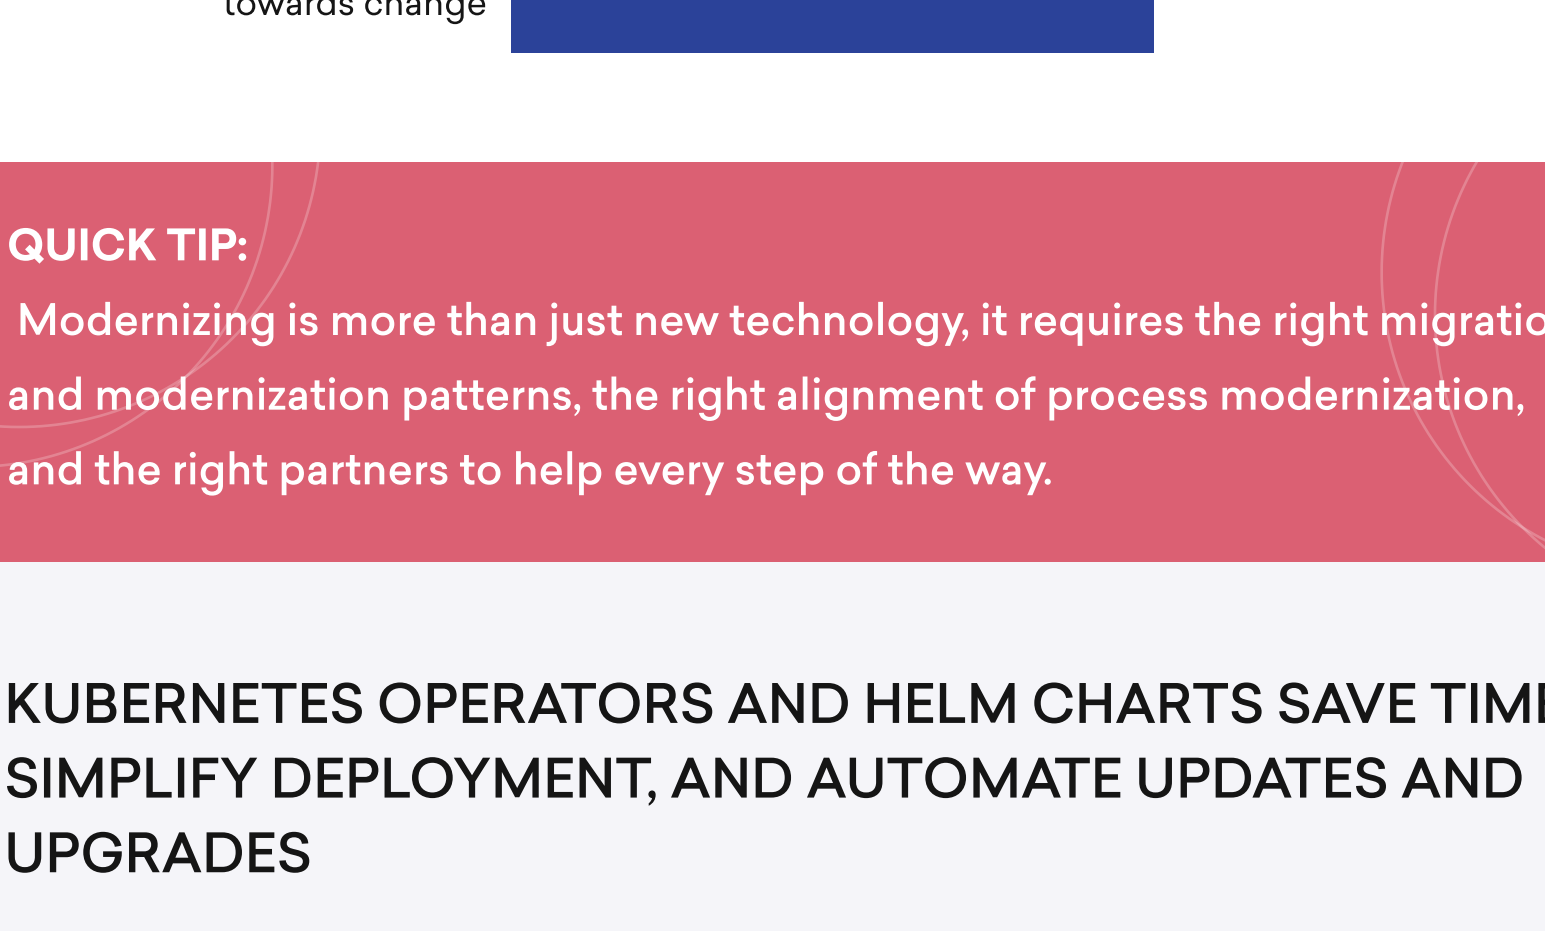 towards change
QUICK TIP:
Modernizing is more than just new technology, it requires the right migratio
and modernization patterns, the right alignment of process modernization,
and the right partners to help every step of the way.
KUBERNETES OPERATORS AND HELM CHARTS SAVE TIME
SIMPLIFY DEPLOYMENT, AND AUTOMATE UPDATES AND
UPGRADES